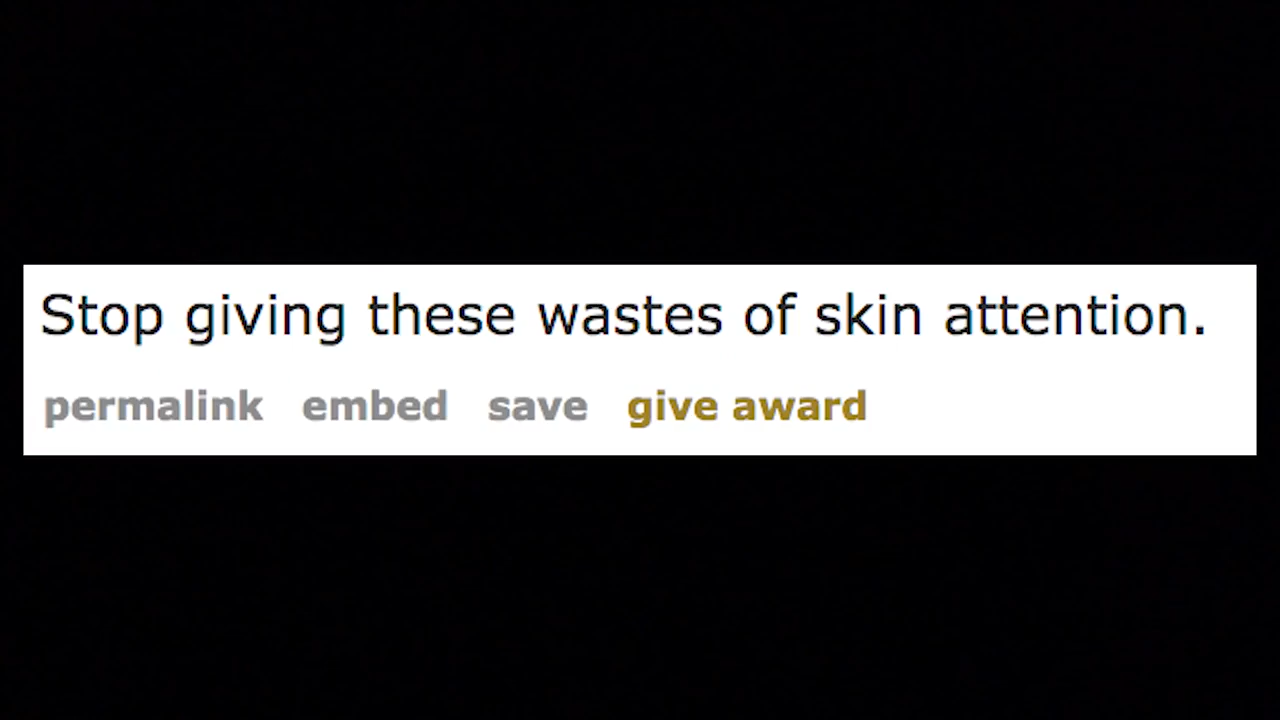 Stop giving these wastes of skin attention.
permalink embed save give award